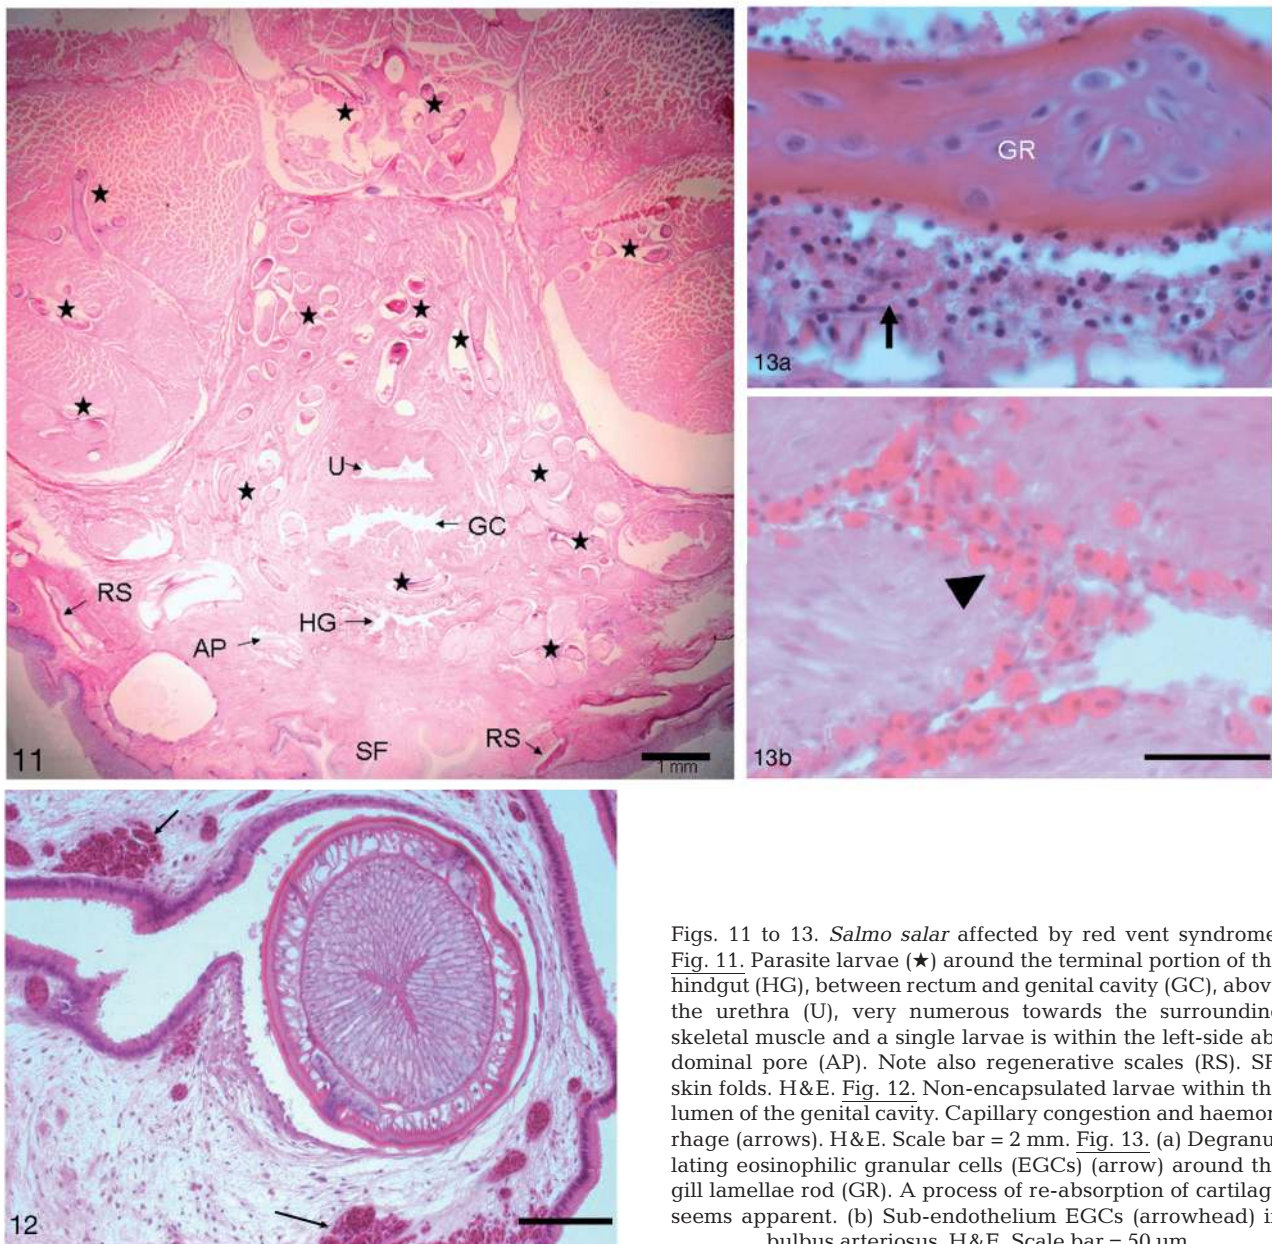 GR
13a
U
GC
RS
HG
AP
RS
SF
11
1 mm
13b
12
Figs. 11 to 13. Salmo salar affected by red vent syndrome
Fig. 11. Parasite larvae (★) around the terminal portion of th
hindgut (HG), between rectum and genital cavity (GC), abov
the urethra (U), very numerous towards the surroundin
skeletal muscle and a single larvae is within the left-side ab
dominal pore (AP). Note also regenerative scales (RS). SF
skin folds. H&E. Fig. 12. Non-encapsulated larvae within th
lumen of the genital cavity. Capillary congestion and haemor
rhage (arrows). H&E. Scale bar = 2 mm. Fig. 13. (a) Degranu
lating eosinophilic granular cells (EGCs) (arrow) around th
gill lamellae rod (GR). A process of re-absorption of cartilag
seems apparent. (b) Sub-endothelium EGCs (arrowhead) i
bulbus arteriosus. H&E. Scale bar = 50 µm